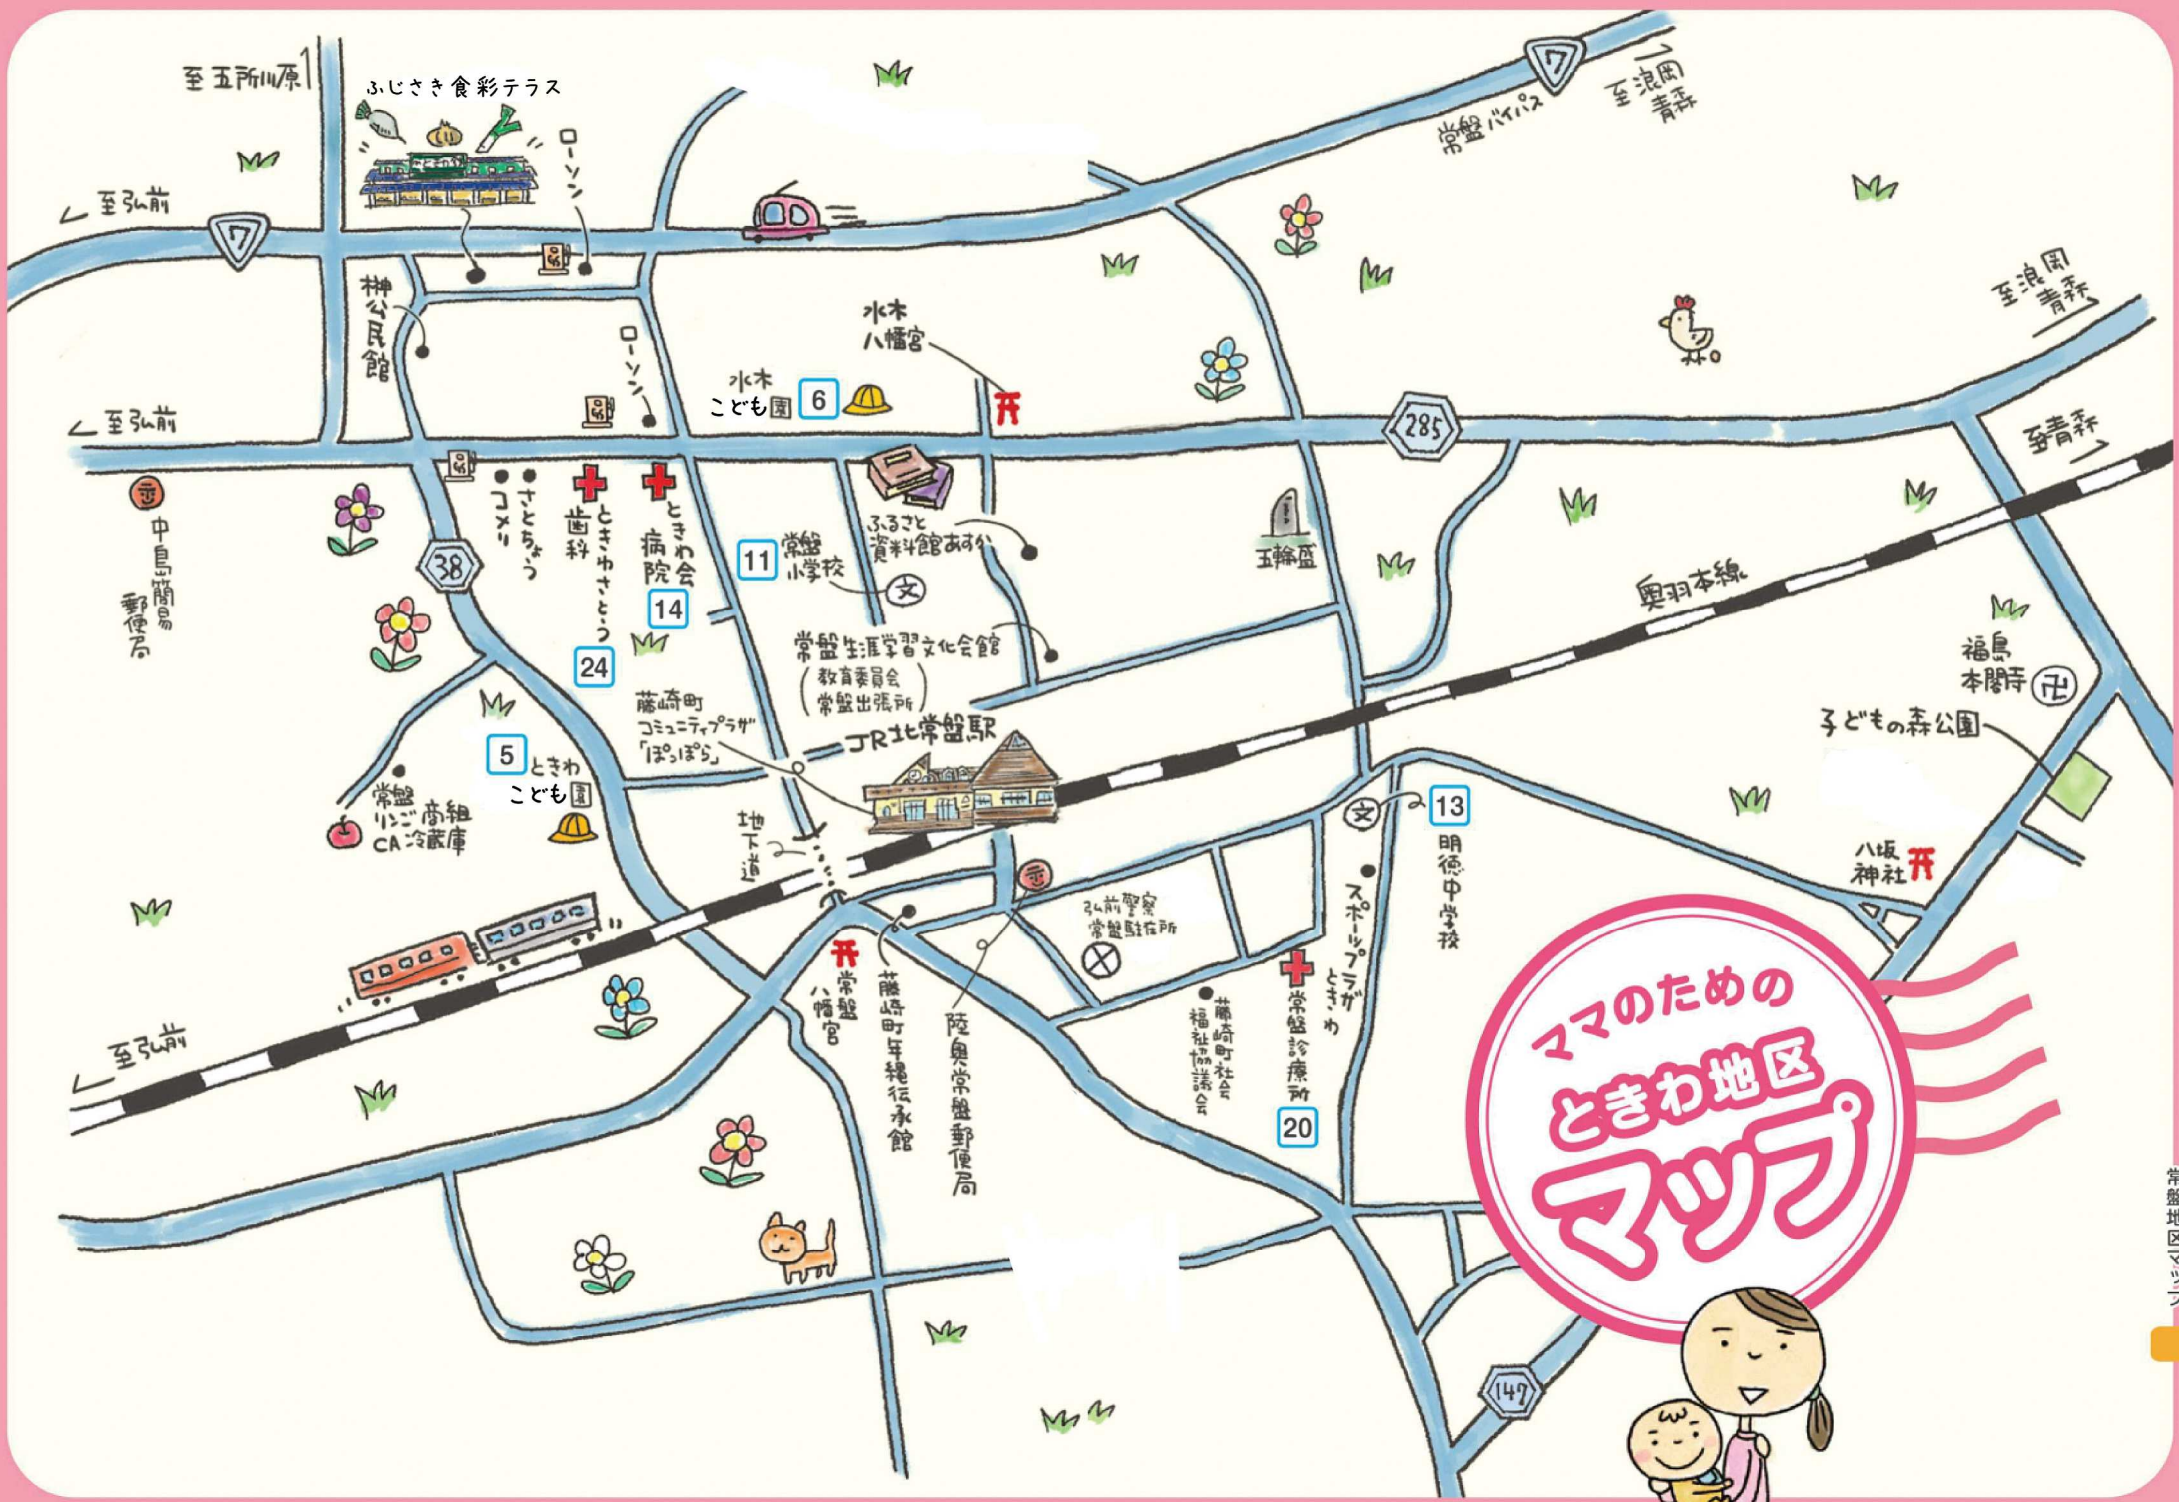 至五所川原
ふじさき食彩テラス
ローソン
7
常盤バイパス
至浪岡
青森
至弘前
7
榊公民館
ローソン
水木
八幡宮
水木
こども園
6
至浪岡
青森
至弘前
285
至青森
中島簡易
郵便局
コメリ
さとちょう
ときわさとう
歯科
24
ときわ会
病院
14
11
常盤
小学校
文
ふるさと
資料館あすか
五輪盛
38
奥羽本線
常盤生涯学習文化会館
教育委員会
常盤出張所
藤崎町
コミュニティプラザ
「ぽっぽら」
JR北常盤駅
福島
本閣寺
卍
子どもの森公園
5
ときわ
こども園
常盤
リンゴ商組
CA冷蔵庫
地下道
文
13
明徳中学校
八坂
神社
スポーツプラザ
ときわ
弘前警察
常盤駐在所
常盤
八幡宮
藤崎町年縄伝承館
陸奥常盤郵便局
藤崎町社会
福祉協議会
常盤診療所
20
至弘前
ママのための
ときわ地区
マップ
147
常盤地区マップ